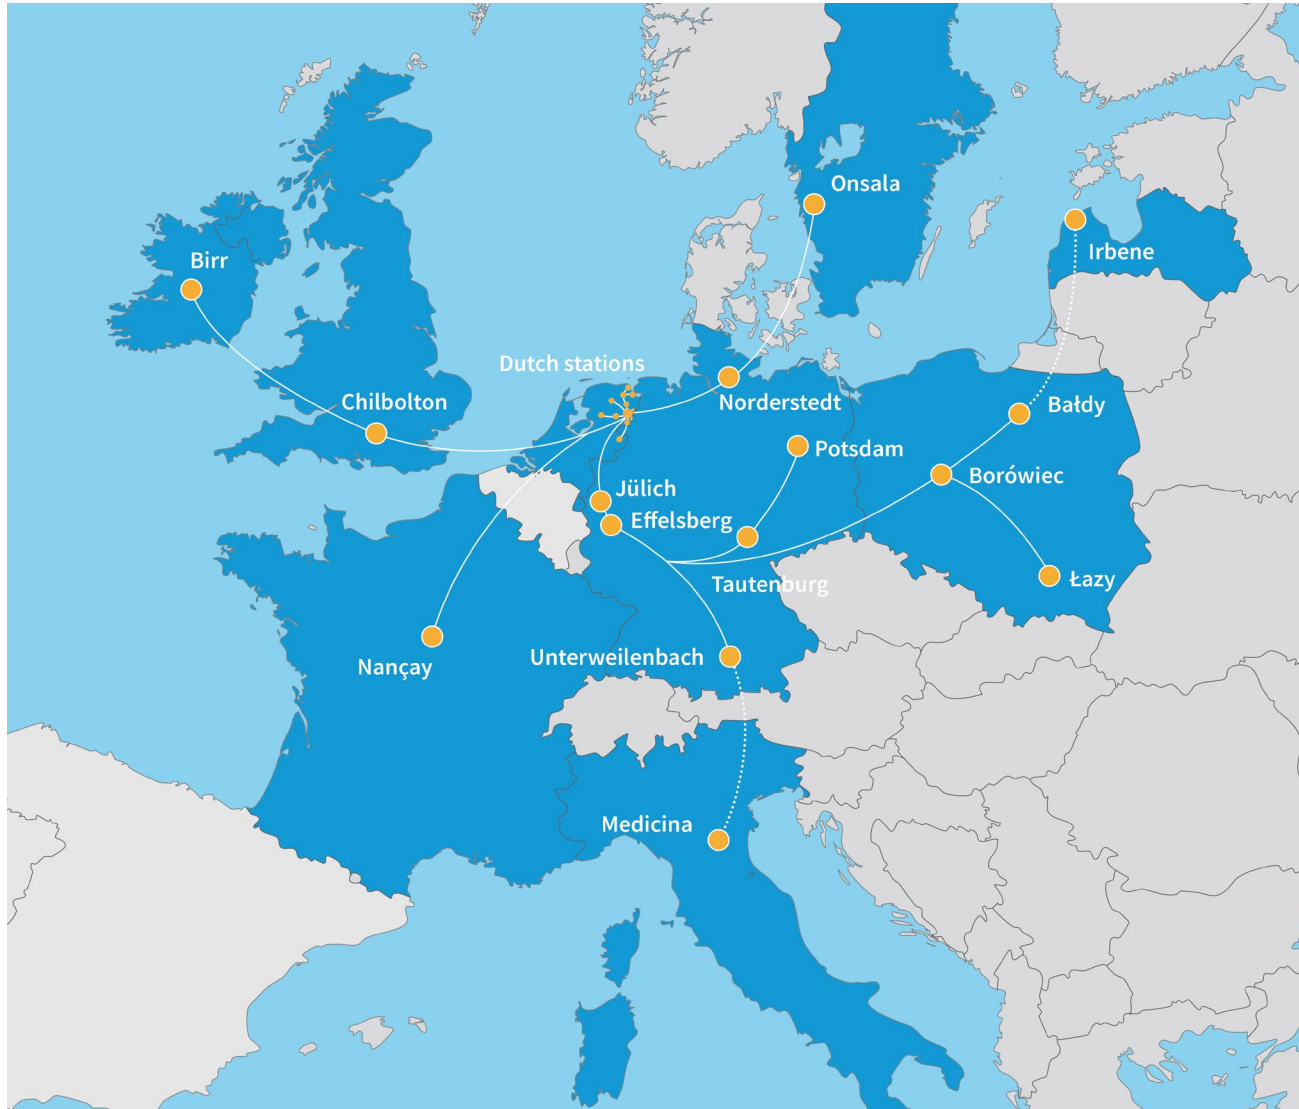 Onsala
Irbene
Birr
Dutch stations
Chilbolton
Norderstedt
Bałdy
Potsdam
Borówiec
Jülich
Effelsberg
Tautenburg
Łazy
Unterweilenbach
Nançay
Medicina